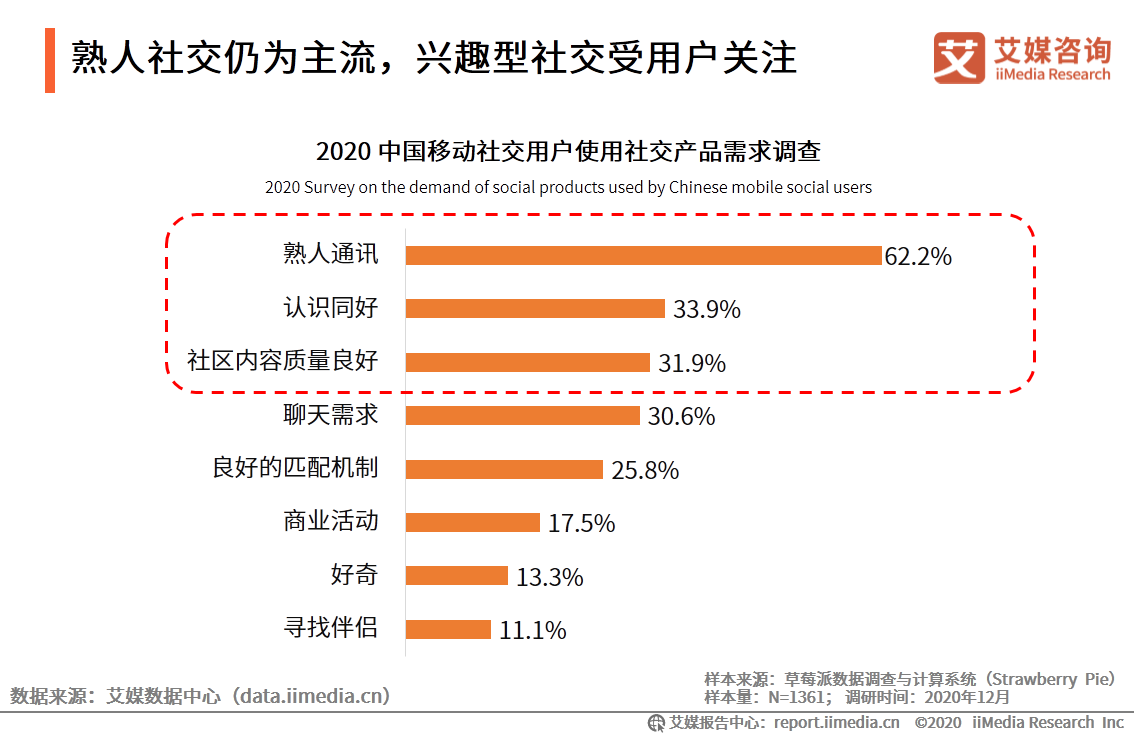 熟人社交仍为主流，兴趣型社交受用户关注
艾媒咨询
iiMedia Research
2020 中国移动社交用户使用社交产品需求调查
2020 Survey on the demand of social products used by Chinese mobile social users
熟人通讯 62.2%
认识同好 33.9%
社区内容质量良好 31.9%
聊天需求 30.6%
良好的匹配机制 25.8%
商业活动 17.5%
好奇 13.3%
寻找伴侣 11.1%
数据来源：艾媒数据中心（data.iimedia.cn）
样本来源：草莓派数据调查与计算系统（Strawberry Pie）
样本量：N=1361； 调研时间：2020年12月
艾媒报告中心：report.iimedia.cn ©2020 iiMedia Research Inc